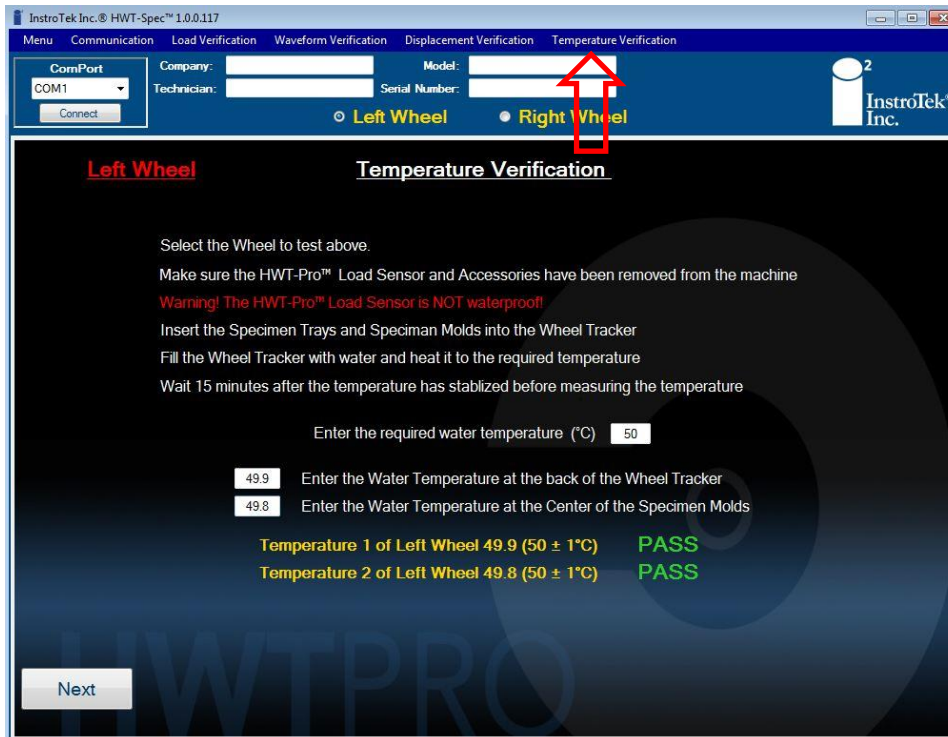 InstroTek Inc.® HWT-Spec™ 1.0.0.117
Menu Communication Load Verification Waveform Verification Displacement Verification Temperature Verification
ComPort
COM1
Connect
Company:
Technician:
Model:
Serial Number:
Left Wheel Right Wheel
i2
InstroTek®
Inc.
Left Wheel
Temperature Verification
Select the Wheel to test above.
Make sure the HWT-Pro™ Load Sensor and Accessories have been removed from the machine
Warning! The HWT-Pro™ Load Sensor is NOT waterproof!
Insert the Specimen Trays and Speciman Molds into the Wheel Tracker
Fill the Wheel Tracker with water and heat it to the required temperature
Wait 15 minutes after the temperature has stablized before measuring the temperature
Enter the required water temperature (°C) 50
49.9 Enter the Water Temperature at the back of the Wheel Tracker
49.8 Enter the Water Temperature at the Center of the Specimen Molds
Temperature 1 of Left Wheel 49.9 (50 ± 1°C) PASS
Temperature 2 of Left Wheel 49.8 (50 ± 1°C) PASS
HWTPRO
Next